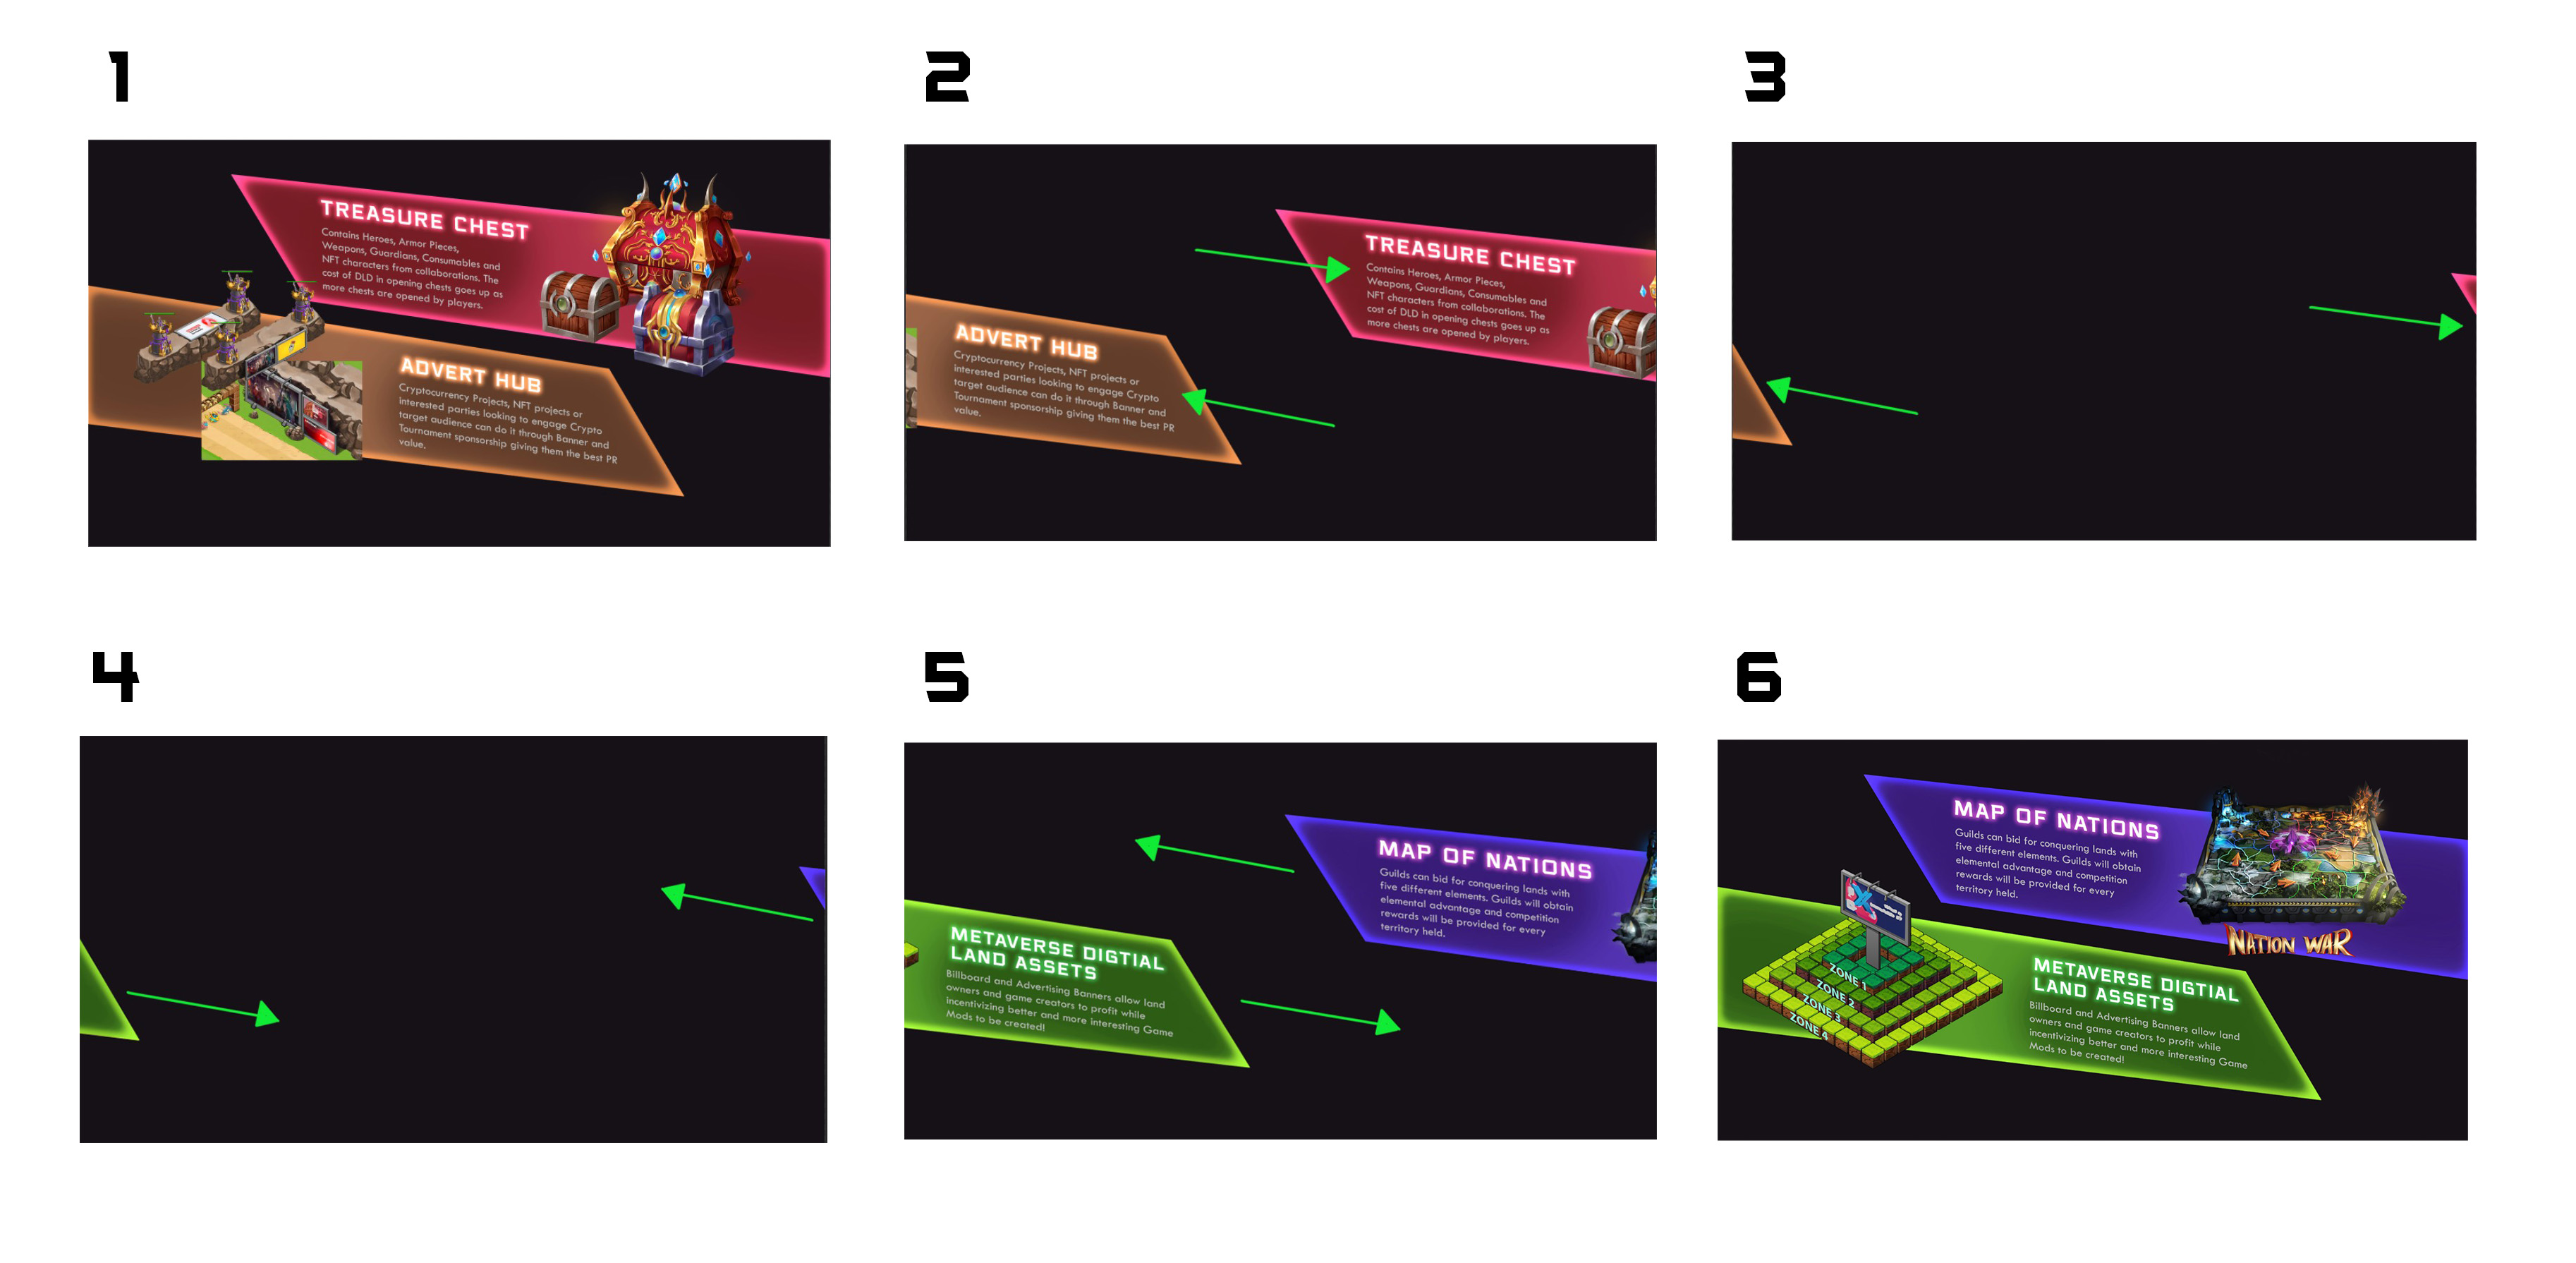 1
TREASURE CHEST
Contains Heroes, Armor Pieces,
Weapons, Guardians, Consumables and
NFT characters from collaborations. The
cost of DLD in opening chests goes up as
more chests are opened by players.
ADVERT HUB
Cryptocurrency Projects, NFT projects or
interested parties looking to engage Crypto
target audience can do it through Banner and
Tournament sponsorship giving them the best PR
value.
2
TREASURE CHEST
Contains Heroes, Armor Pieces,
Weapons, Guardians, Consumables and
NFT characters from collaborations. The
cost of DLD in opening chests goes up as
more chests are opened by players.
ADVERT HUB
Cryptocurrency Projects, NFT projects or
interested parties looking to engage Crypto
target audience can do it through Banner and
Tournament sponsorship giving them the best PR
value.
3
4
5
MAP OF NATIONS
Guilds can bid for conquering lands with
five different elements. Guilds will obtain
elemental advantage and competition
rewards will be provided for every
territory held.
METAVERSE DIGTIAL
LAND ASSETS
Billboard and Advertising Banners allow land
owners and game creators to profit while
incentivizing better and more interesting Game
Mods to be created!
6
MAP OF NATIONS
Guilds can bid for conquering lands with
five different elements. Guilds will obtain
elemental advantage and competition
rewards will be provided for every
territory held.
NATION WAR
ZONE 1
ZONE 2
ZONE 3
ZONE 4
METAVERSE DIGTIAL
LAND ASSETS
Billboard and Advertising Banners allow land
owners and game creators to profit while
incentivizing better and more interesting Game
Mods to be created!